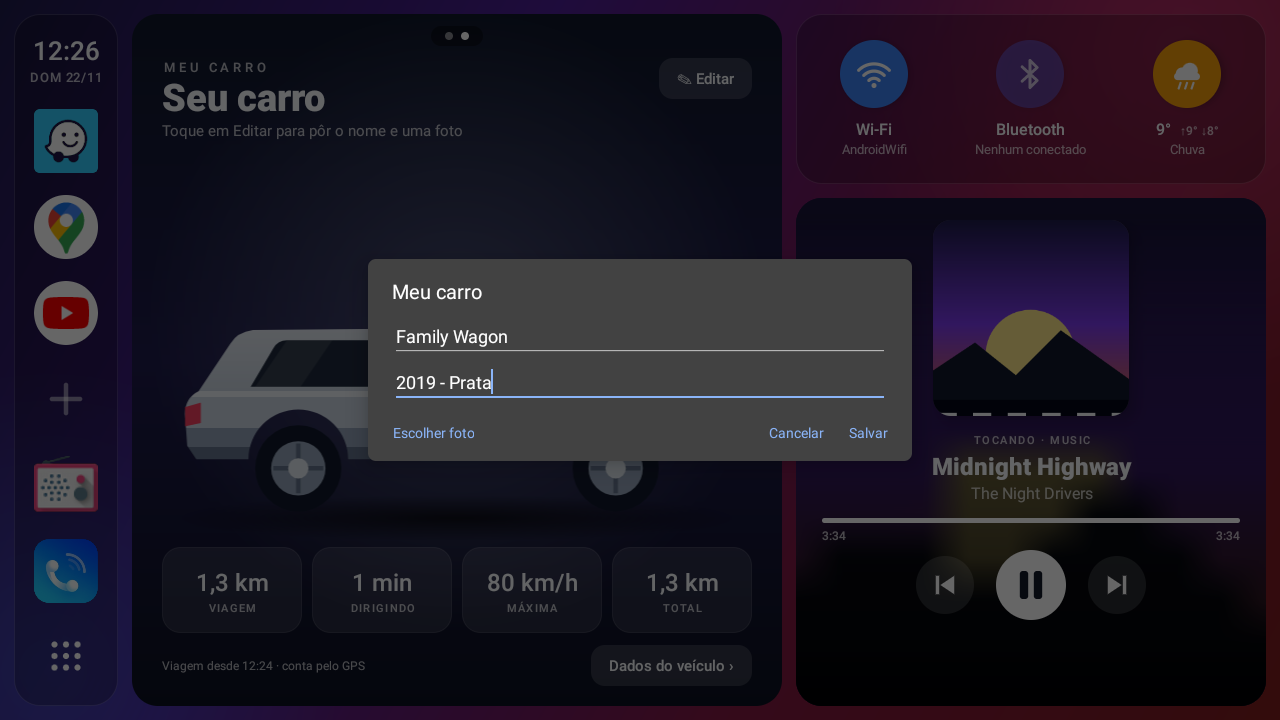 12:26
DOM 22/11
MEU CARRO
Seu carro
Toque em Editar para pôr o nome e uma foto
✎ Editar
Meu carro
Family Wagon
2019 - Prata
Escolher foto
Cancelar
Salvar
1,3 km
VIAGEM
1 min
DIRIGINDO
80 km/h
MÁXIMA
1,3 km
TOTAL
Viagem desde 12:24 · conta pelo GPS
Dados do veículo ›
Wi-Fi
AndroidWifi
Bluetooth
Nenhum conectado
9° ↑9° ↓8°
Chuva
TOCANDO · MUSIC
Midnight Highway
The Night Drivers
3:34
3:34